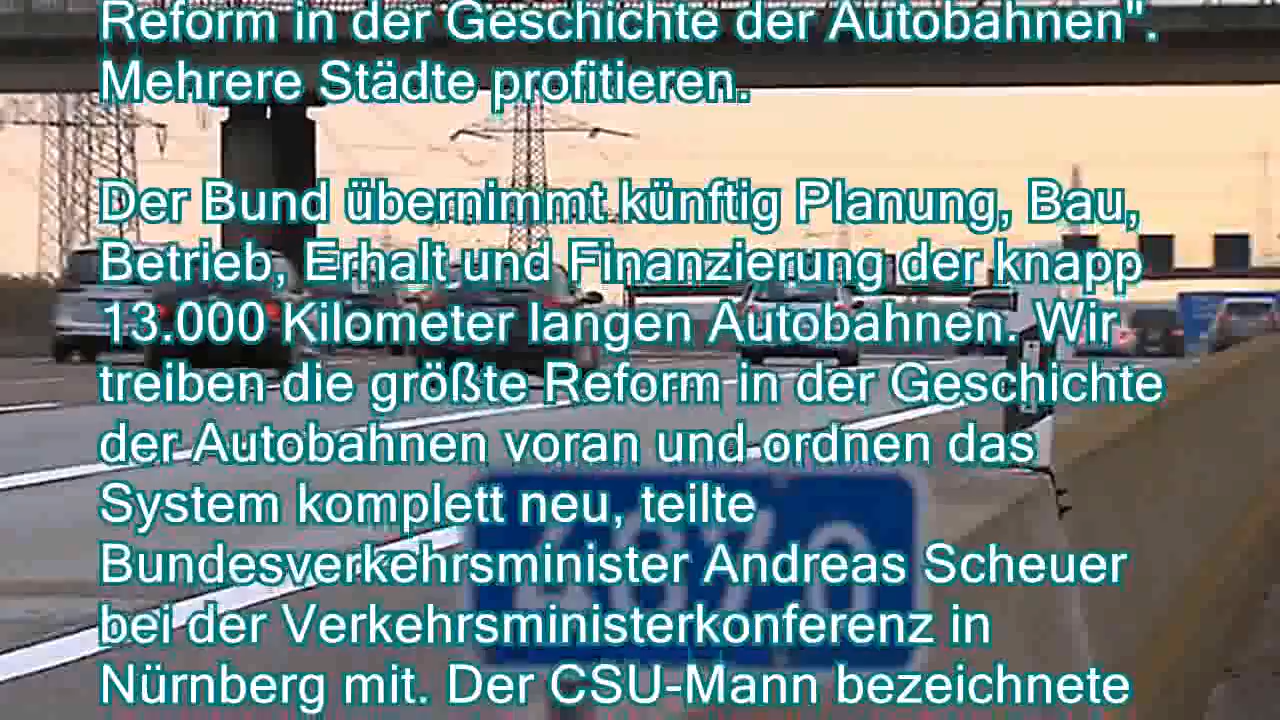 Reform in der Geschichte der Autobahnen".
Mehrere Städte profitieren.
Der Bund übernimmt künftig Planung, Bau,
Betrieb, Erhalt und Finanzierung der knapp
13.000 Kilometer langen Autobahnen. Wir
treiben die größte Reform in der Geschichte
der Autobahnen voran und ordnen das
System komplett neu, teilte
Bundesverkehrsminister Andreas Scheuer
bei der Verkehrsministerkonferenz in
Nürnberg mit. Der CSU-Mann bezeichnete